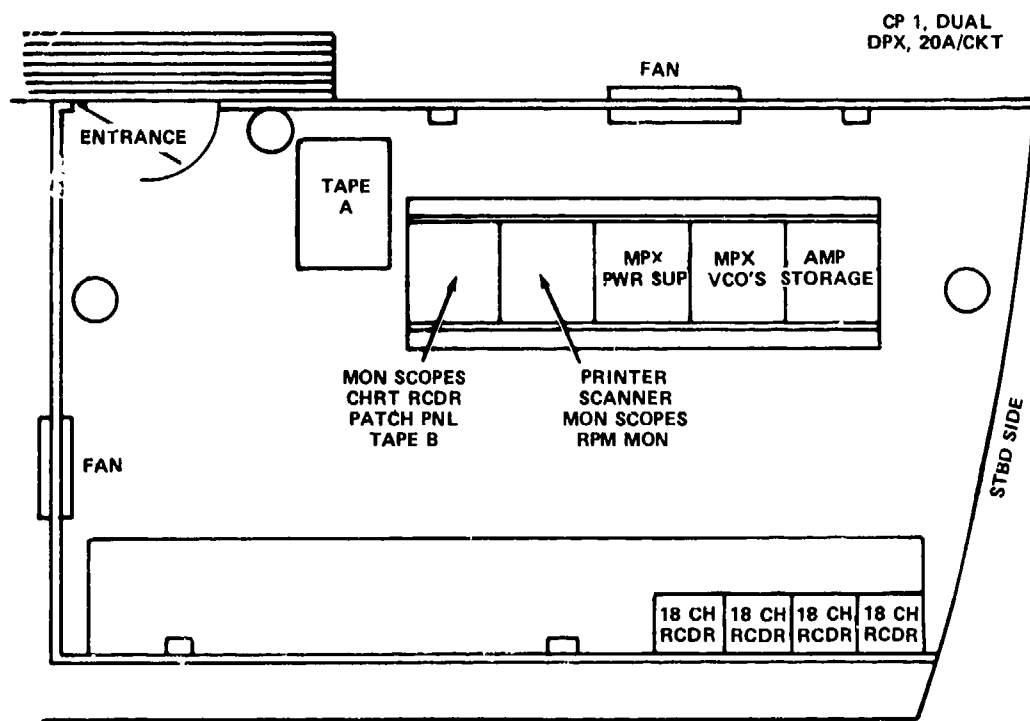 CP 1, DUAL
DPX, 20A/CKT
FAN
ENTRANCE
TAPE
A
MPX
PWR SUP
MPX
VCO'S
AMP
STORAGE
MON SCOPES
CHRT RCDR
PATCH PNL
TAPE B
PRINTER
SCANNER
MON SCOPES
RPM MON
STBD SIDE
FAN
18 CH
RCDR
18 CH
RCDR
18 CH
RCDR
18 CH
RCDR